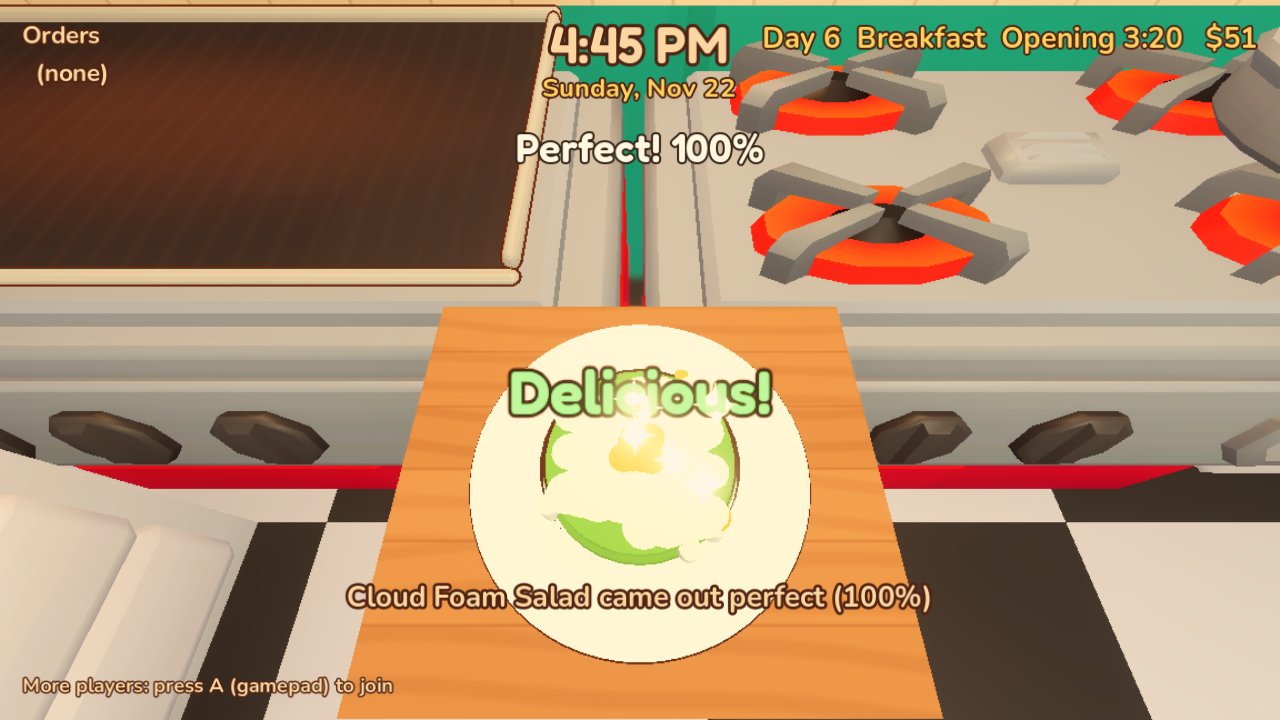 Orders
(none)
4:45 PM
Sunday, Nov 22
Day 6 Breakfast Opening 3:20 $51
Perfect! 100%
Delicious!
Cloud Foam Salad came out perfect (100%)
More players: press A (gamepad) to join